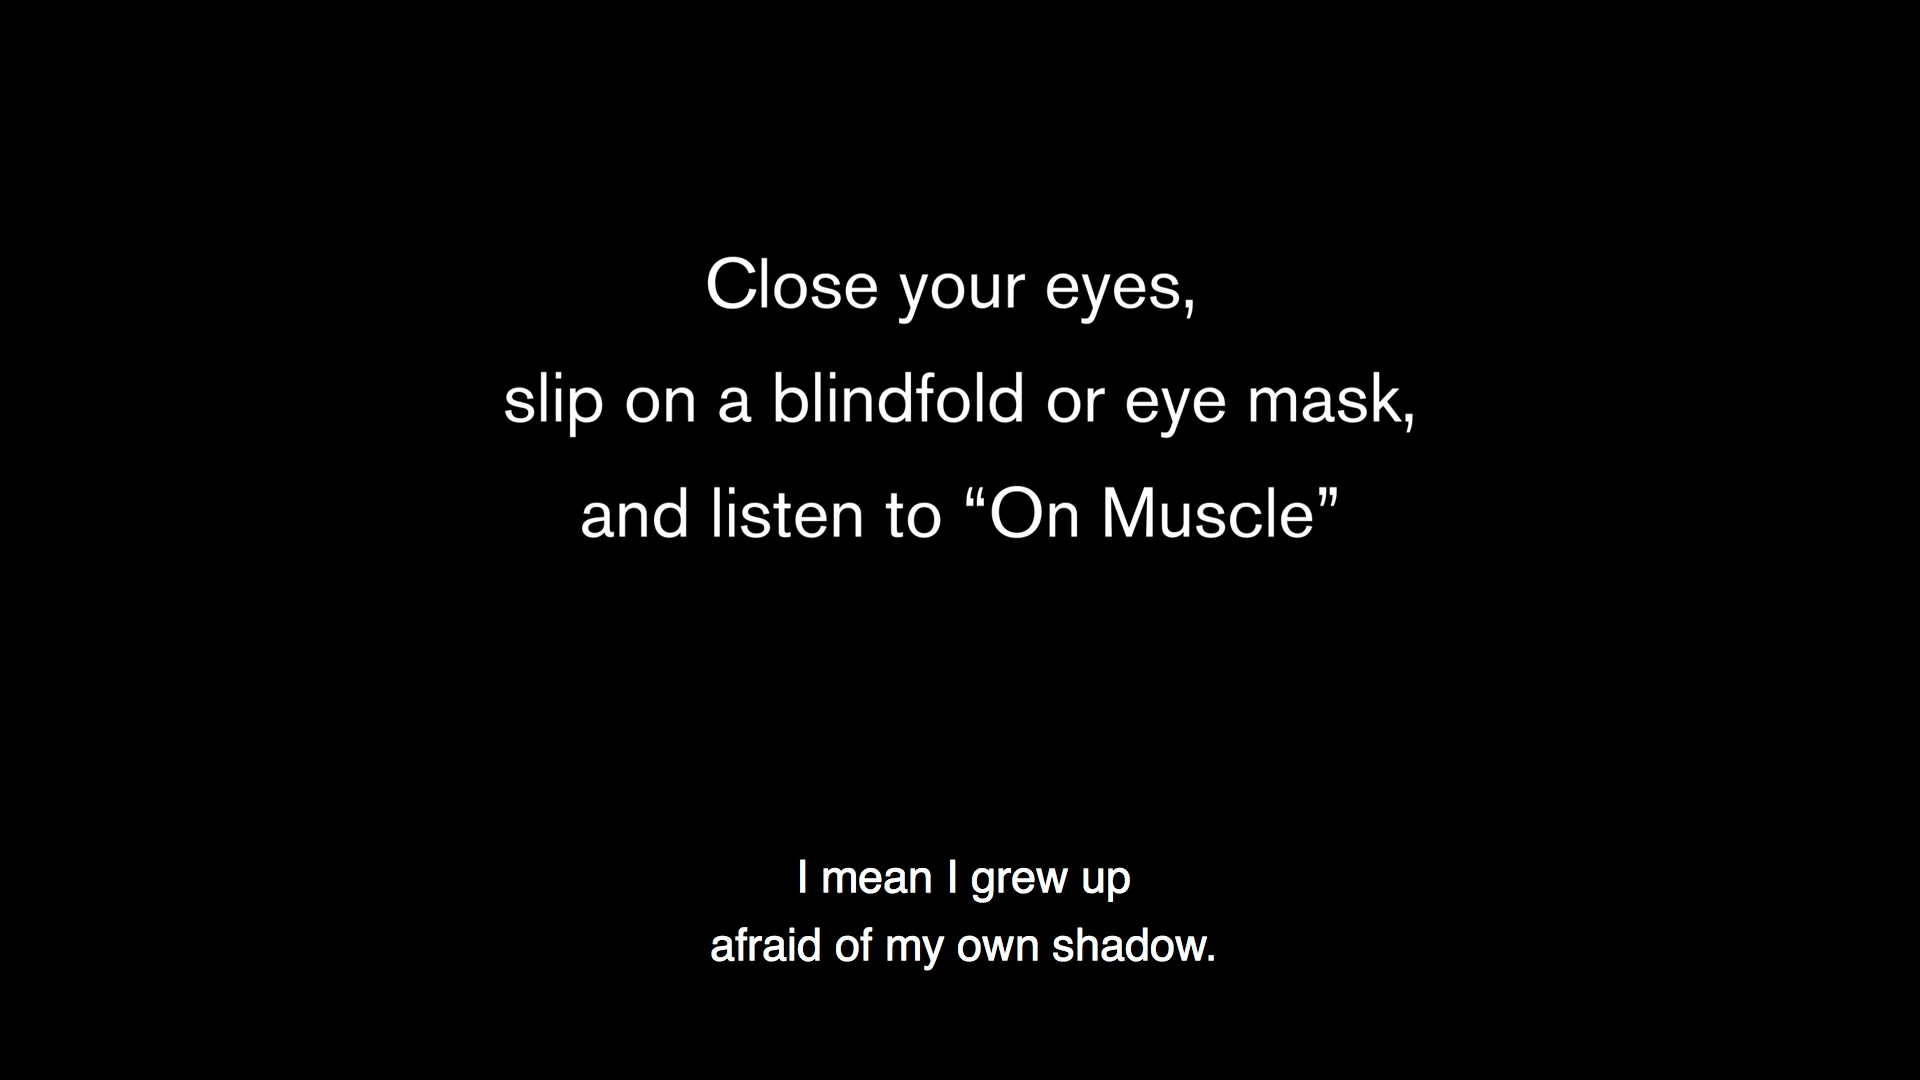 Close your eyes,
slip on a blindfold or eye mask,
and listen to “On Muscle”
I mean I grew up
afraid of my own shadow.